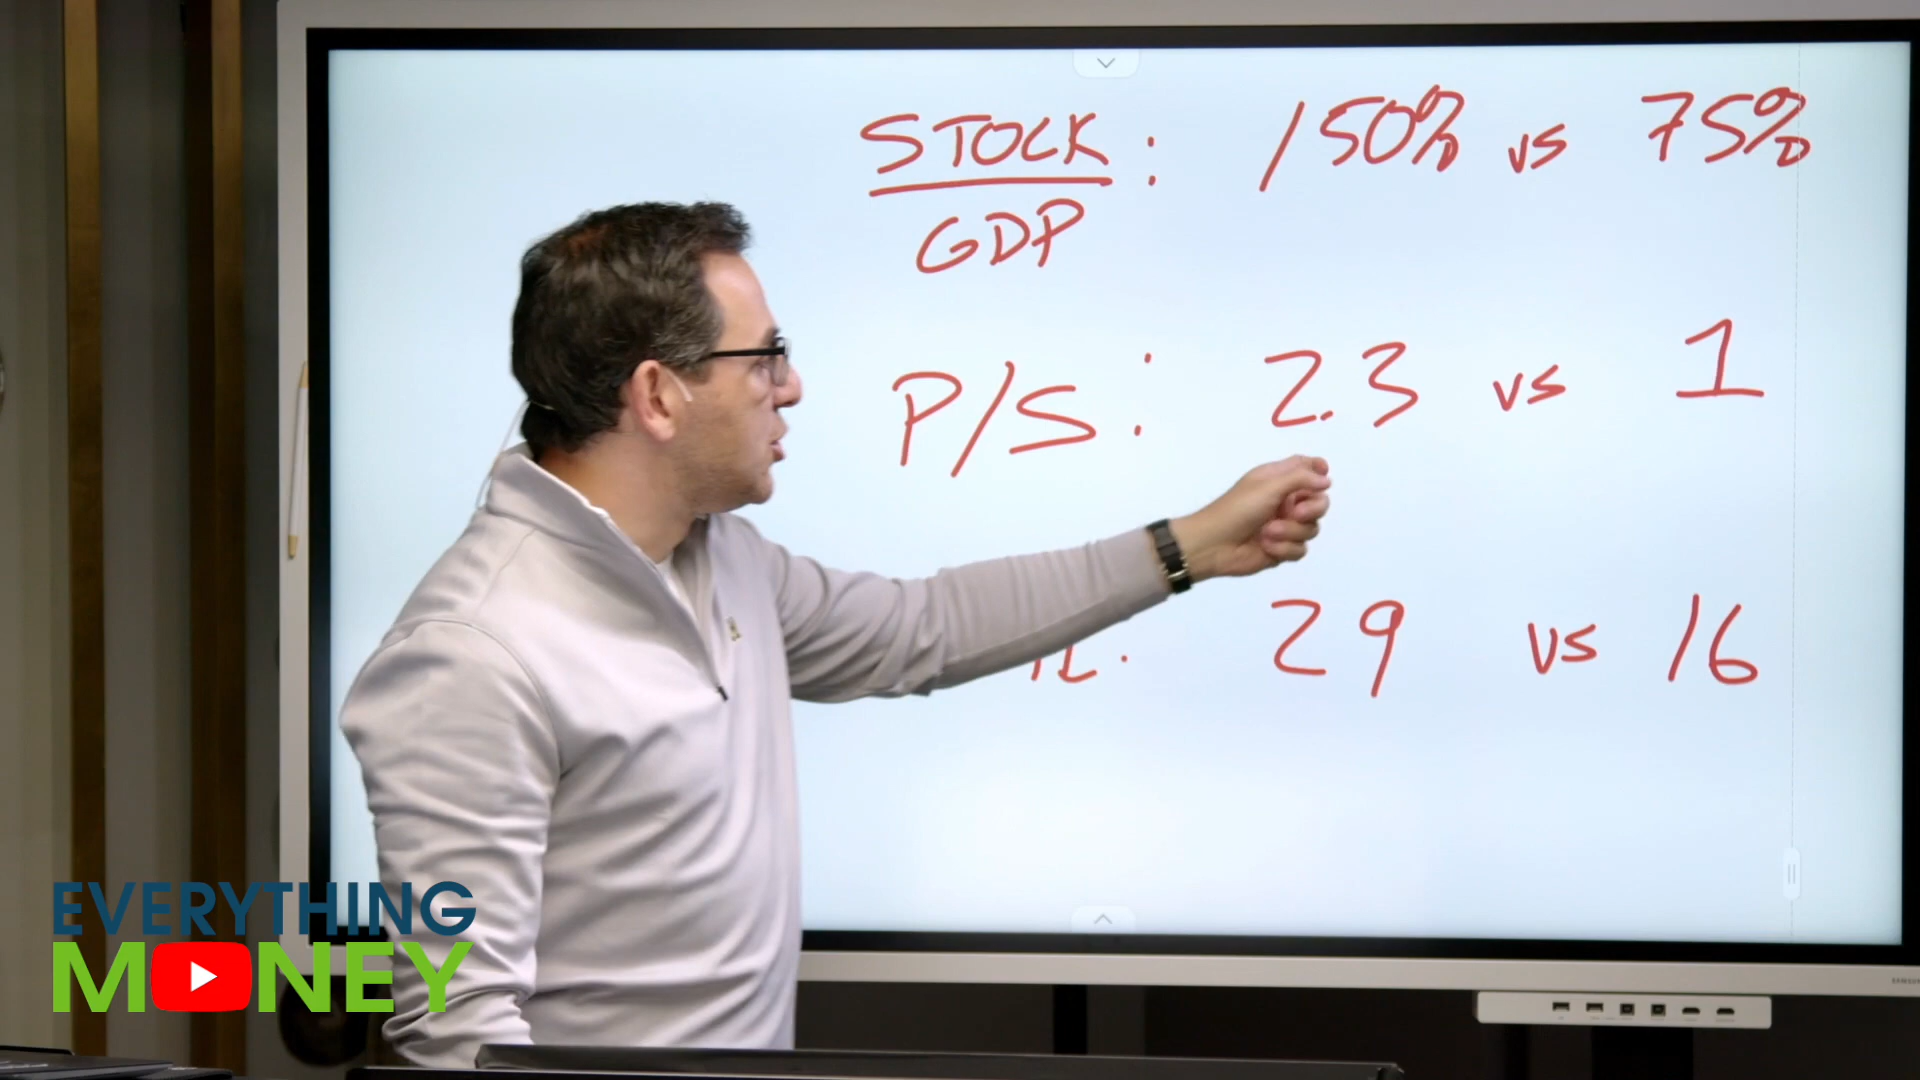 STOCK : 150% vs 75%
GDP
P/S : 2.3 vs 1
29 vs 16
EVERYTHING
MONEY